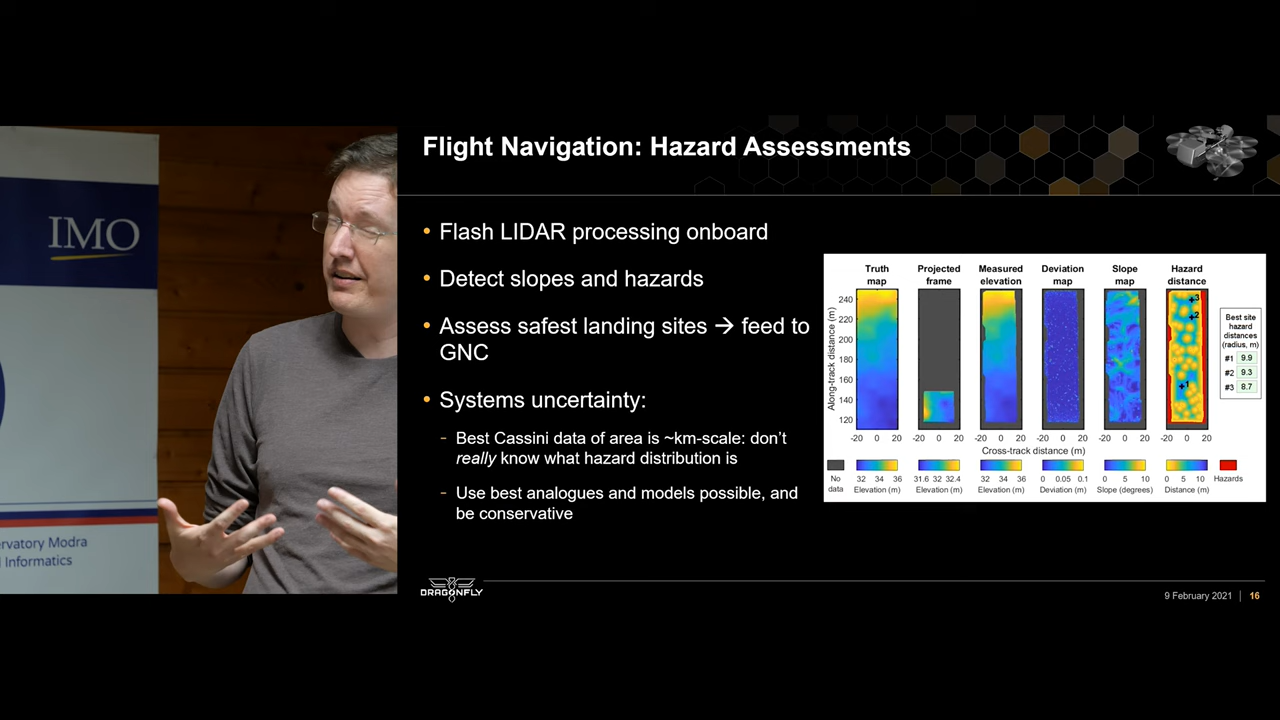 IMO
ervatory Modra
l Informatics
Flight Navigation: Hazard Assessments
• Flash LIDAR processing onboard
• Detect slopes and hazards
• Assess safest landing sites → feed to
GNC
• Systems uncertainty:
- Best Cassini data of area is ~km-scale: don't
really know what hazard distribution is
- Use best analogues and models possible, and
be conservative
Truth map
Projected frame
Measured elevation
Deviation map
Slope map
Hazard distance
Along-track distance (m)
240
220
200
180
160
140
120
3
2
1
-20 0 20 -20 0 20 -20 0 20 -20 0 20 -20 0 20 -20 0 20
Cross-track distance (m)
No data
32 34 36
Elevation (m)
31.6 32 32.4
Elevation (m)
32 34 36
Elevation (m)
0 0.05 0.1
Deviation (m)
0 5 10
Slope (degrees)
0 5 10
Distance (m)
Hazards
Best site
hazard
distances
(radius, m)
#1 9.9
#2 9.3
#3 8.7
DRAGONFLY
9 February 2021 | 16